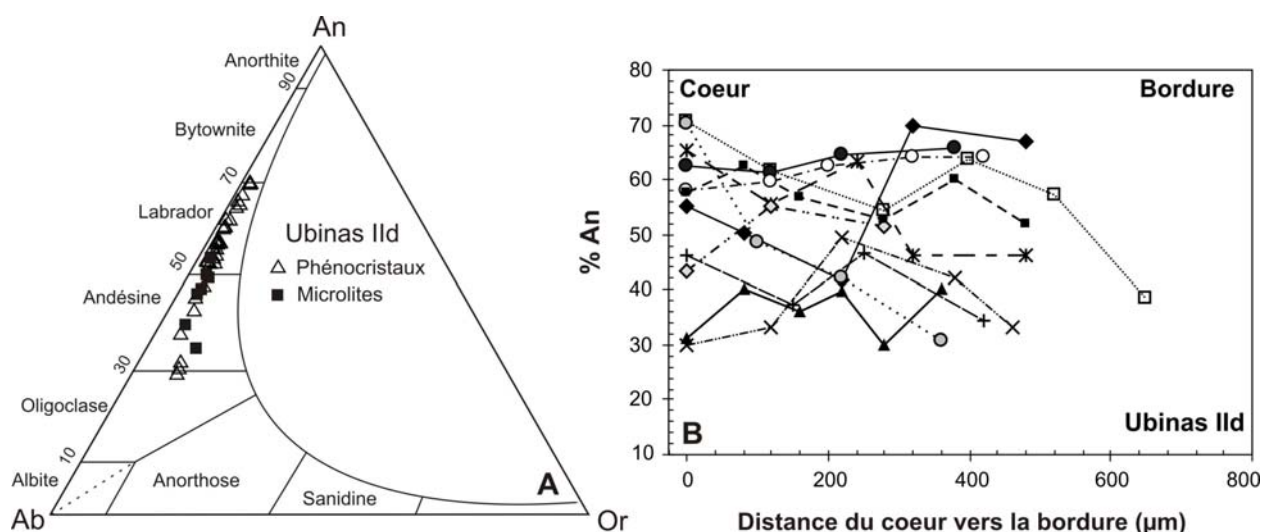 An
Anorthite
90
Bytownite
70
Labrador
Ubinas IId
Phénocristaux
Microlites
50
Andésine
30
Oligoclase
10
Albite
Anorthose
Sanidine
A
Ab
Or
80
70
60
50
40
30
20
10
% An
Coeur
Bordure
B
Ubinas IId
0
200
400
600
800
Distance du coeur vers la bordure (µm)